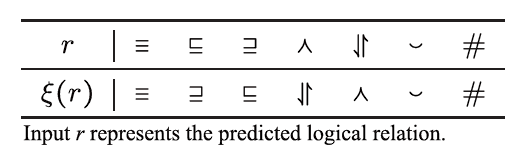 r ≡ ⊑ ⊒ ⋏ ⥯ ⌣ #
ξ(r) ≡ ⊒ ⊑ ⥯ ⋏ ⌣ #
Input r represents the predicted logical relation.